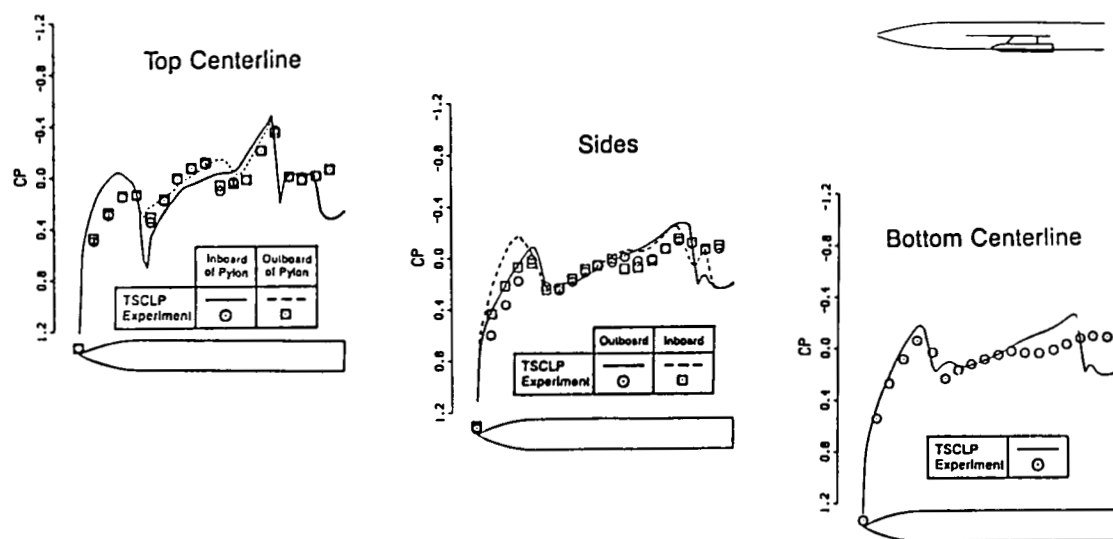 Top Centerline
-1.2
-0.8
-0.4
0.0
0.4
0.8
1.2
CP
Inboard of Pylon
Outboard of Pylon
TSCLP
Experiment
Sides
-1.2
-0.8
-0.4
0.0
0.4
0.8
1.2
CP
Outboard
Inboard
TSCLP
Experiment
Bottom Centerline
-1.2
-0.8
-0.4
0.0
0.4
0.8
1.2
CP
TSCLP
Experiment